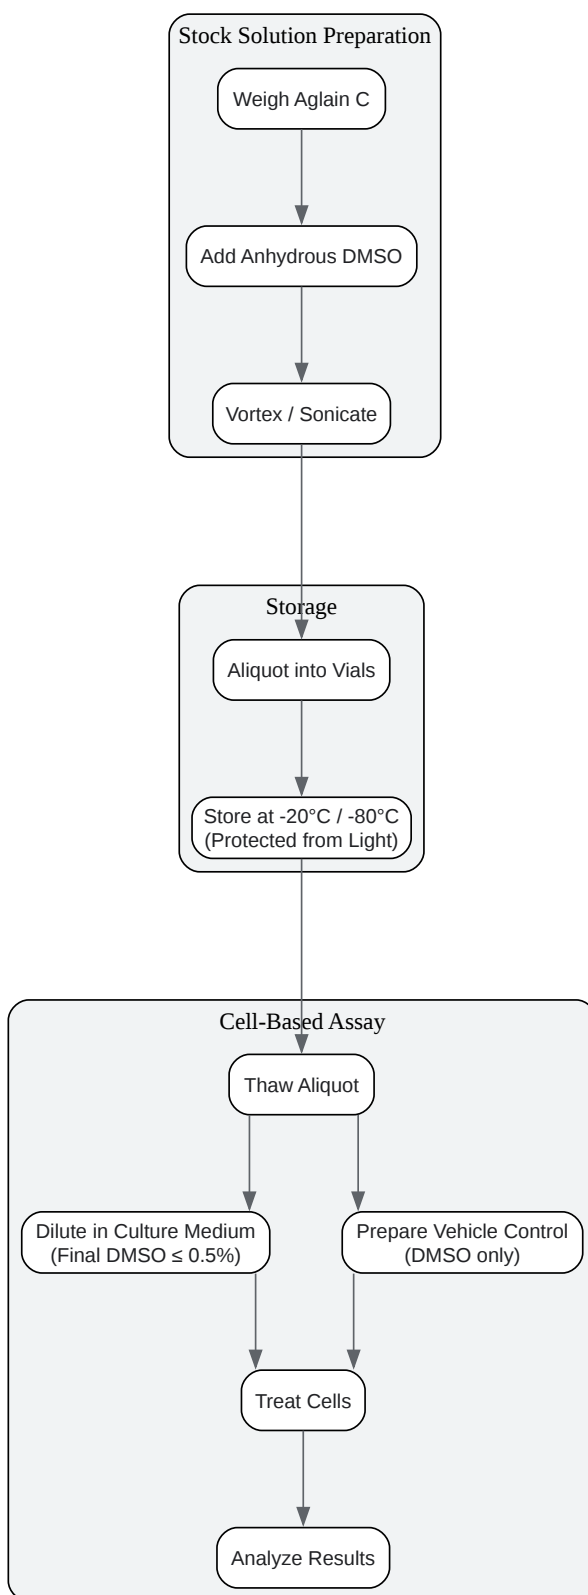 Stock Solution Preparation
Weigh Aglain C
Add Anhydrous DMSO
Vortex / Sonicate
Storage
Aliquot into Vials
Store at -20°C / -80°C
(Protected from Light)
Cell-Based Assay
Thaw Aliquot
Dilute in Culture Medium
(Final DMSO ≤ 0.5%)
Prepare Vehicle Control
(DMSO only)
Treat Cells
Analyze Results